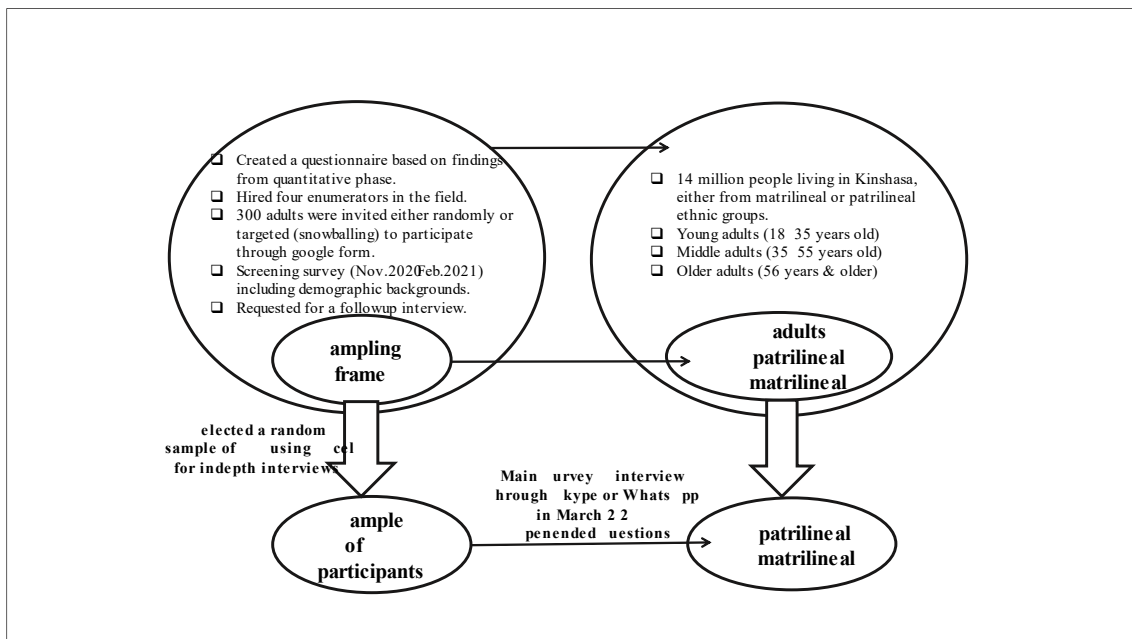 ❑ Created a questionnaire based on findings
from quantitative phase.
❑ Hired four enumerators in the field.
❑ 300 adults were invited either randomly or
targeted (snowballing) to participate
through google form.
❑ Screening survey (Nov.2020Feb.2021)
including demographic backgrounds.
❑ Requested for a followup interview.
ampling
frame
❑ 14 million people living in Kinshasa,
either from matrilineal or patrilineal
ethnic groups.
❑ Young adults (18 35 years old)
❑ Middle adults (35 55 years old)
❑ Older adults (56 years & older)
adults
patrilineal
matrilineal
elected a random
sample of using cel
for indepth interviews
Main urvey interview
hrough kype or Whats pp
in March 2 2
penended uestions
ample
of
participants
patrilineal
matrilineal